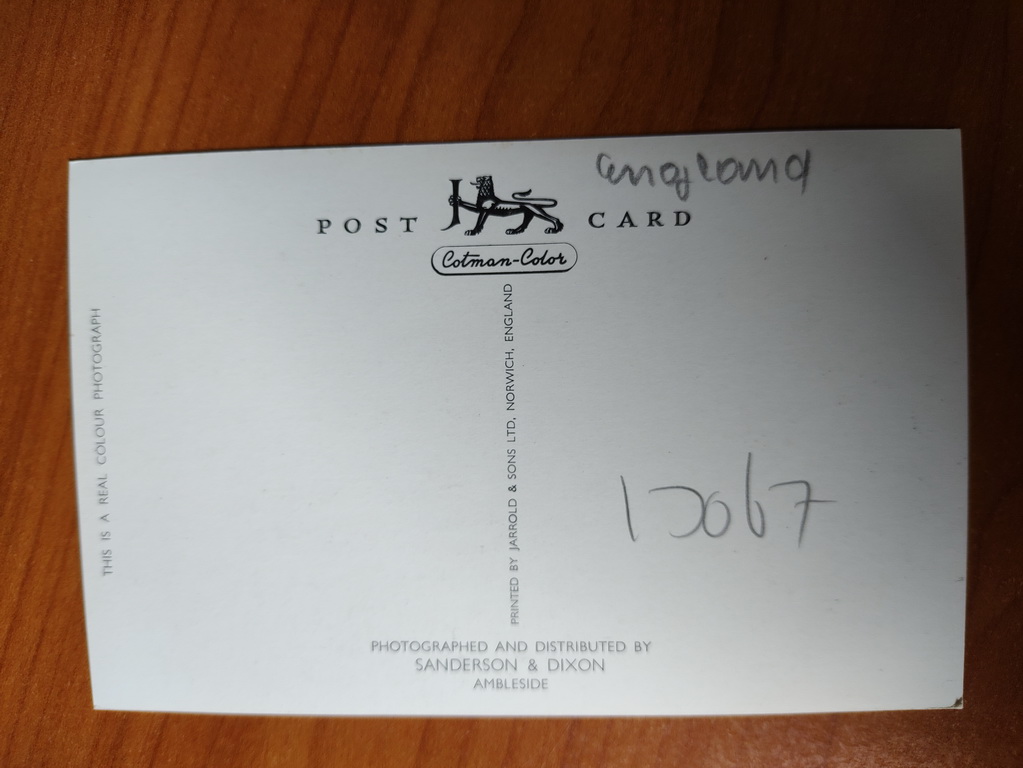 england
POST CARD
Cotman-Color
THIS IS A REAL COLOUR PHOTOGRAPH
PRINTED BY JARROLD & SONS LTD, NORWICH, ENGLAND
PHOTOGRAPHED AND DISTRIBUTED BY
SANDERSON & DIXON
AMBLESIDE